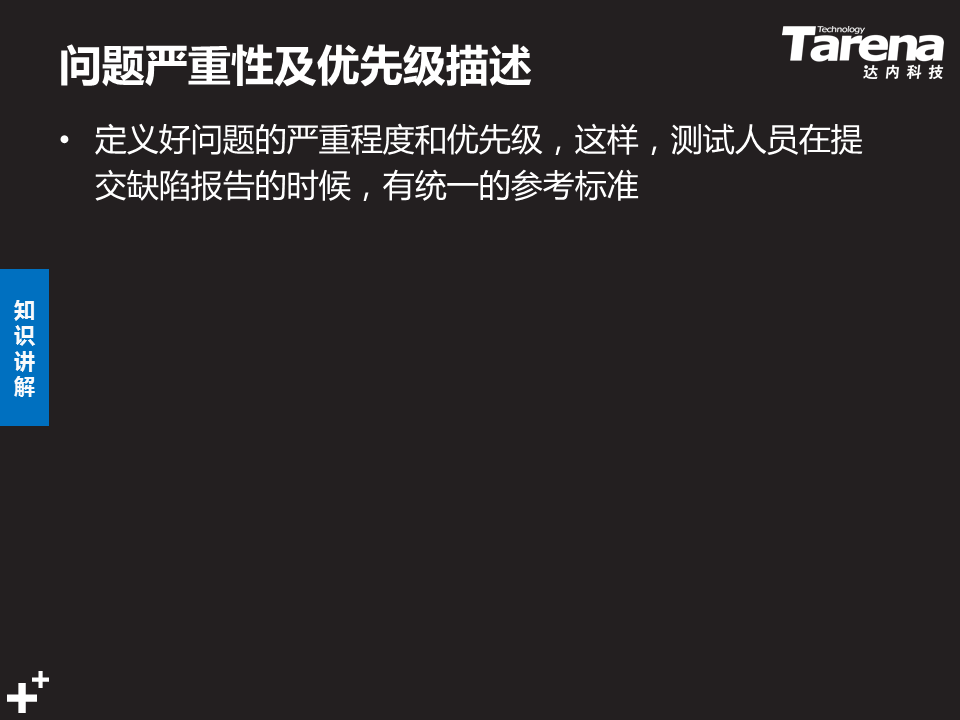 问题严重性及优先级描述
Technology
Tarena
达内科技
• 定义好问题的严重程度和优先级，这样，测试人员在提
交缺陷报告的时候，有统一的参考标准
知
识
讲
解